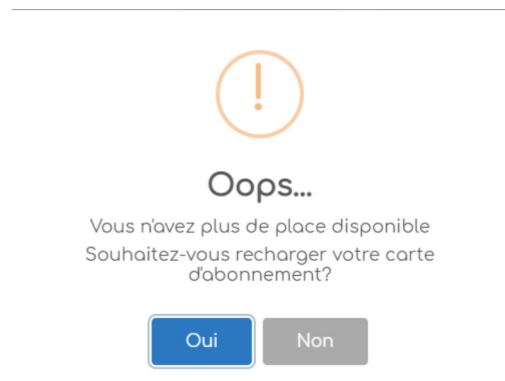 Oops...
Vous n'avez plus de place disponible
Souhaitez-vous recharger votre carte
d'abonnement?
Oui
Non